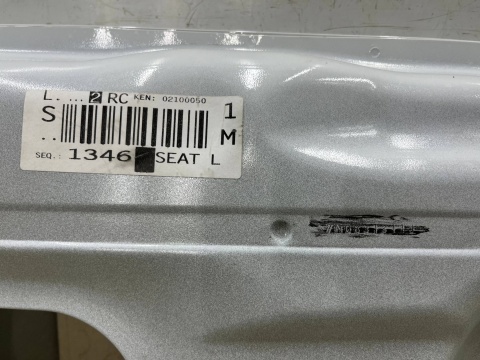 L. ... 2 RC KEN: 02100050
S 1
.. M
SEQ.: 1346 SEAT L